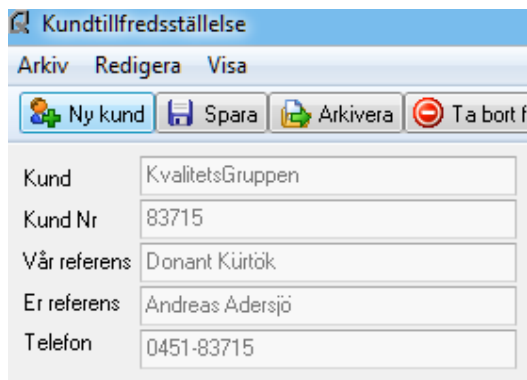 Kundtillfredsställelse
Arkiv Redigera Visa
Ny kund Spara Arkivera Ta bort f
Kund KvalitetsGruppen
Kund Nr 83715
Vår referens Donant Kürtök
Er referens Andreas Adersjö
Telefon 0451-83715